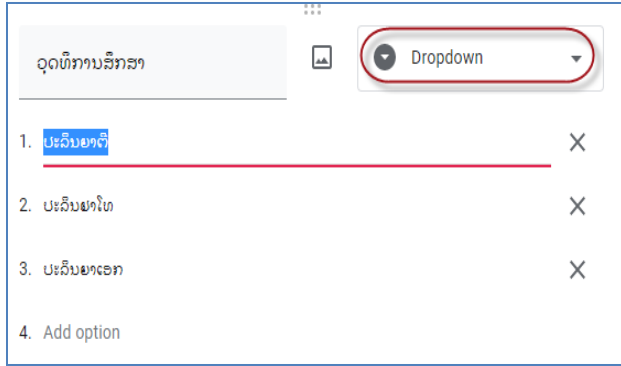 ວຸດທິການສຶກສາ
Dropdown
1. ປະລິນຍາຕີ
2. ປະລິນຢາໂທ
3. ປະລິນຍາເອກ
4. Add option